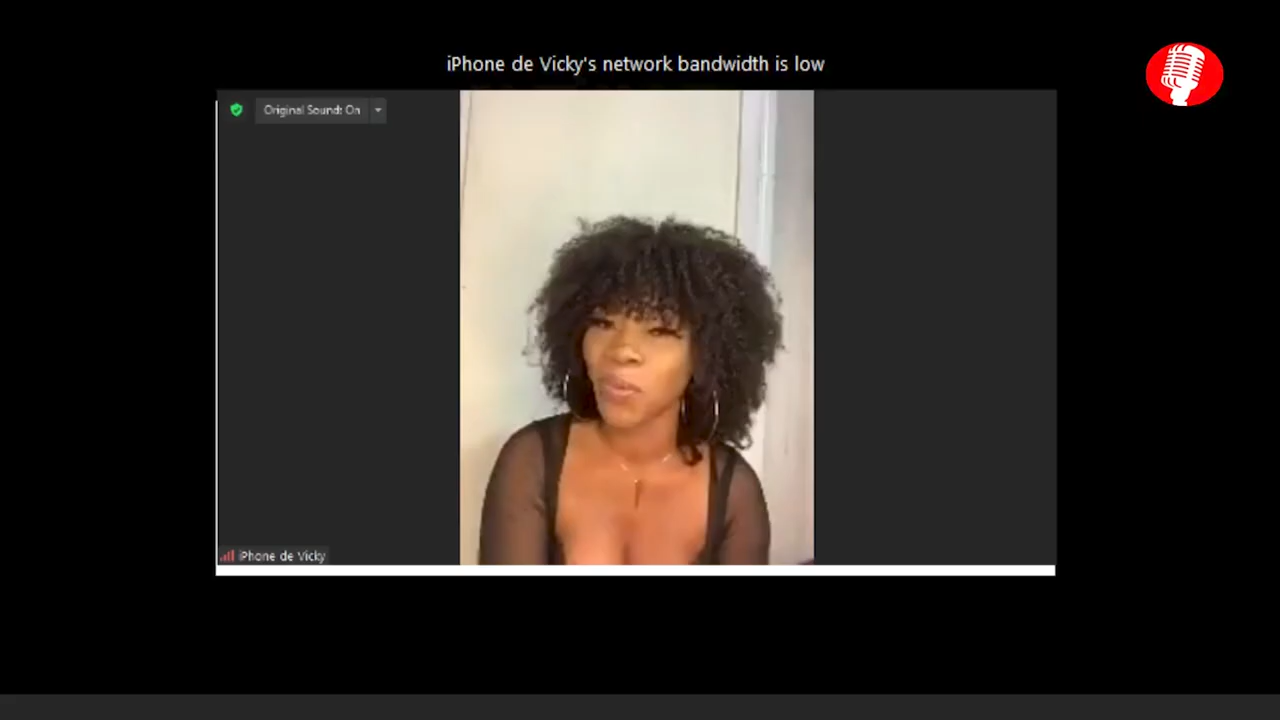 iPhone de Vicky's network bandwidth is low
Original Sound: On
iPhone de Vicky